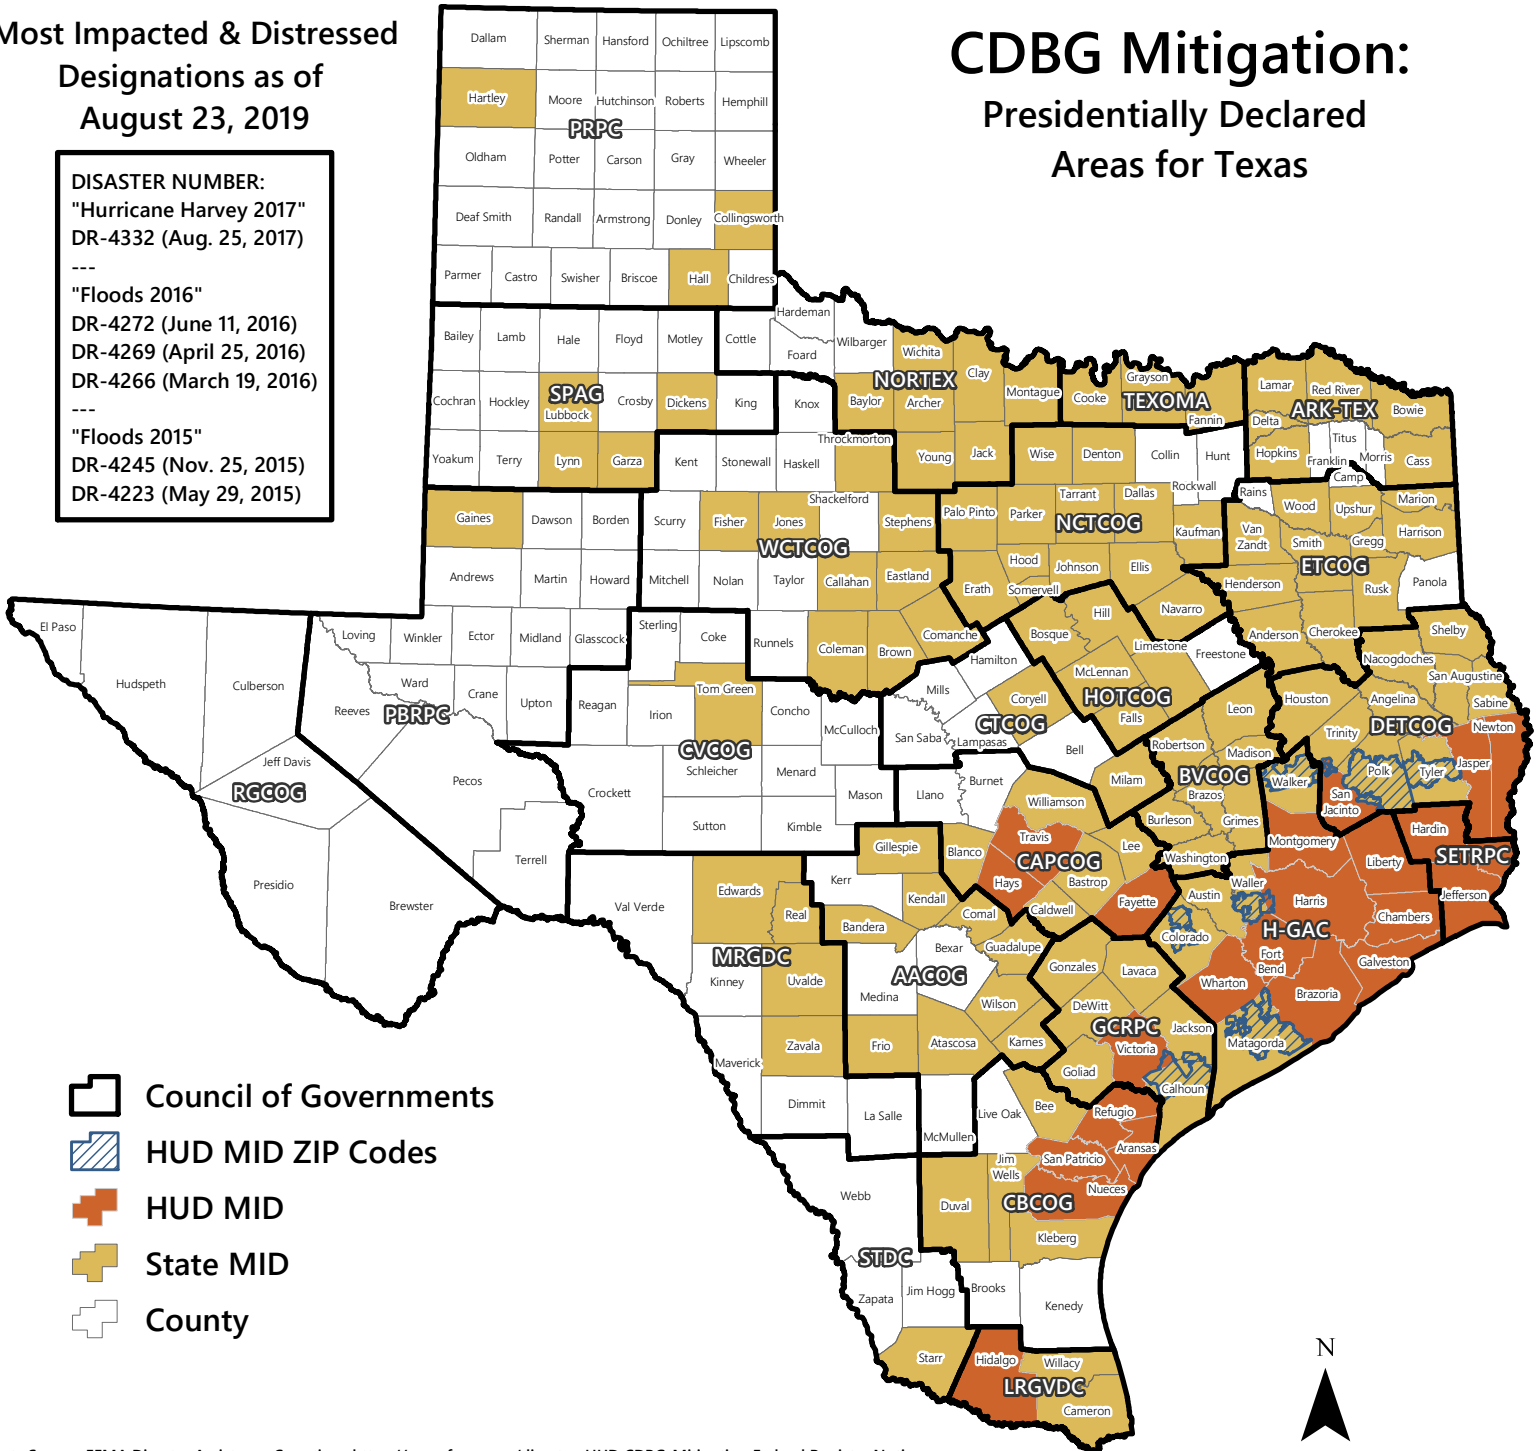 Most Impacted & Distressed
Designations as of
August 23, 2019
CDBG Mitigation:
Presidentially Declared
Areas for Texas
DISASTER NUMBER:
"Hurricane Harvey 2017"
DR-4332 (Aug. 25, 2017)
---
"Floods 2016"
DR-4272 (June 11, 2016)
DR-4269 (April 25, 2016)
DR-4266 (March 19, 2016)
---
"Floods 2015"
DR-4245 (Nov. 25, 2015)
DR-4223 (May 29, 2015)
Dallam Sherman Hansford Ochiltree Lipscomb
Hartley Moore Hutchinson Roberts Hemphill
PRPC
Oldham Potter Carson Gray Wheeler
Deaf Smith Randall Armstrong Donley Collingsworth
Parmer Castro Swisher Briscoe Hall Childress
Hardeman
Bailey Lamb Hale Floyd Motley Cottle Foard Wilbarger Wichita
NORTEX
Clay Montague Baylor Archer
Cooke Grayson Fannin
TEXOMA
Lamar Red River Bowie
ARK-TEX
Delta Titus Hopkins Franklin Morris Cass Camp
SPAG
Cochran Hockley Lubbock Crosby Dickens King Knox
Yoakum Terry Lynn Garza Kent Stonewall Haskell Throckmorton Young Jack
Wise Denton Collin Hunt
Rockwall Rains
Palo Pinto Parker Tarrant Dallas Kaufman
NCTCOG
Hood Johnson Ellis Erath Somervell Navarro
Van
Zandt
Wood Upshur Marion Harrison Smith Gregg
ETCOG
Henderson Rusk Panola Anderson Cherokee
Gaines Dawson Borden Scurry Fisher Jones Shackelford Stephens
WCTCOG
Andrews Martin Howard Mitchell Nolan Taylor Callahan Eastland
El Paso Hudspeth Culberson
Loving Winkler Ector Midland Glasscock Sterling Coke Runnels Coleman Brown Comanche
Ward Crane Upton Reeves
PBRPC
Jeff Davis
RGCOG
Presidio Brewster Pecos Terrell
Reagan Irion Tom Green Concho McCulloch
CVCOG
Schleicher Menard Crockett Mason Sutton Kimble
Hamilton Mills Coryell San Saba Lampasas Bell
CTCOG
Bosque Hill McLennan Limestone Freestone Falls
HOTCOG
Shelby Nacogdoches San Augustine Houston Angelina Sabine Trinity Newton
DETCOG
Polk Tyler Jasper
San
Jacinto
Leon Robertson Madison
BVCOG
Brazos Burleson Grimes Washington
Milam Burnet Llano Williamson Travis Blanco Lee
CAPCOG
Hays Bastrop Caldwell Fayette
Walker Montgomery Liberty
Hardin
SETRPC
Jefferson
Austin Waller Harris Chambers
H-GAC
Colorado
Fort
Bend
Galveston Wharton Brazoria Matagorda
Val Verde Edwards Real Kinney Uvalde Maverick Zavala Dimmit La Salle
MRGDC
Gillespie Kerr Kendall Bandera Comal Bexar Guadalupe
AACOG
Medina Wilson Frio Atascosa Karnes McMullen
Gonzales Lavaca DeWitt Jackson
GCRPC
Victoria Goliad Calhoun
Live Oak Bee Refugio Aransas San Patricio
Jim
Wells
Nueces Duval
CBCOG
Kleberg Brooks Kenedy
Webb
STDC
Zapata Jim Hogg Starr
Hidalgo Willacy
LRGVDC
Cameron
Council of Governments
HUD MID ZIP Codes
HUD MID
State MID
County
N